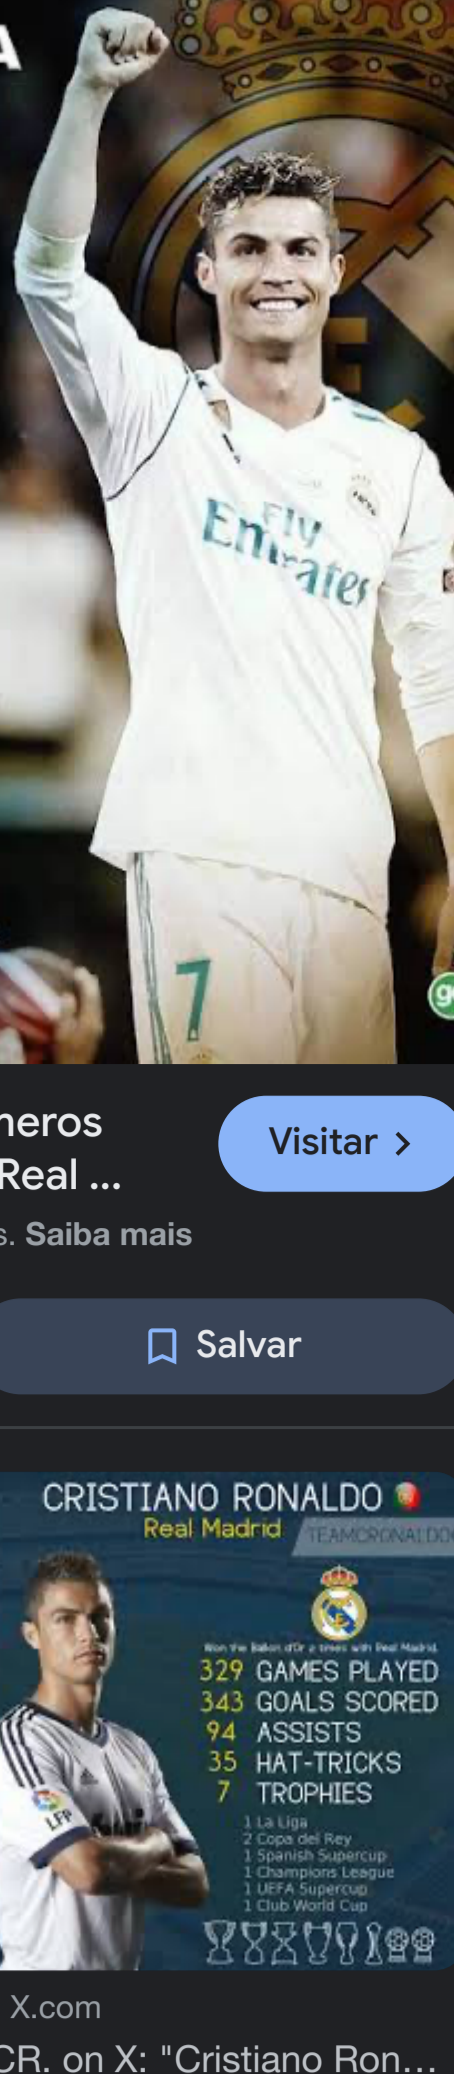 A
Fly
Emirates
7
g
neros
Real ...
Visitar
s. Saiba mais
Salvar
CRISTIANO RONALDO
Real Madrid
TEAMCRONALDO
Won the Ballon d'Or 2 times with Real Madrid.
329 GAMES PLAYED
343 GOALS SCORED
94 ASSISTS
35 HAT-TRICKS
7 TROPHIES
1 La Liga
2 Copa del Rey
1 Spanish Supercup
1 Champions League
1 UEFA Supercup
1 Club World Cup
LFP
X.com
CR. on X: "Cristiano Ron...